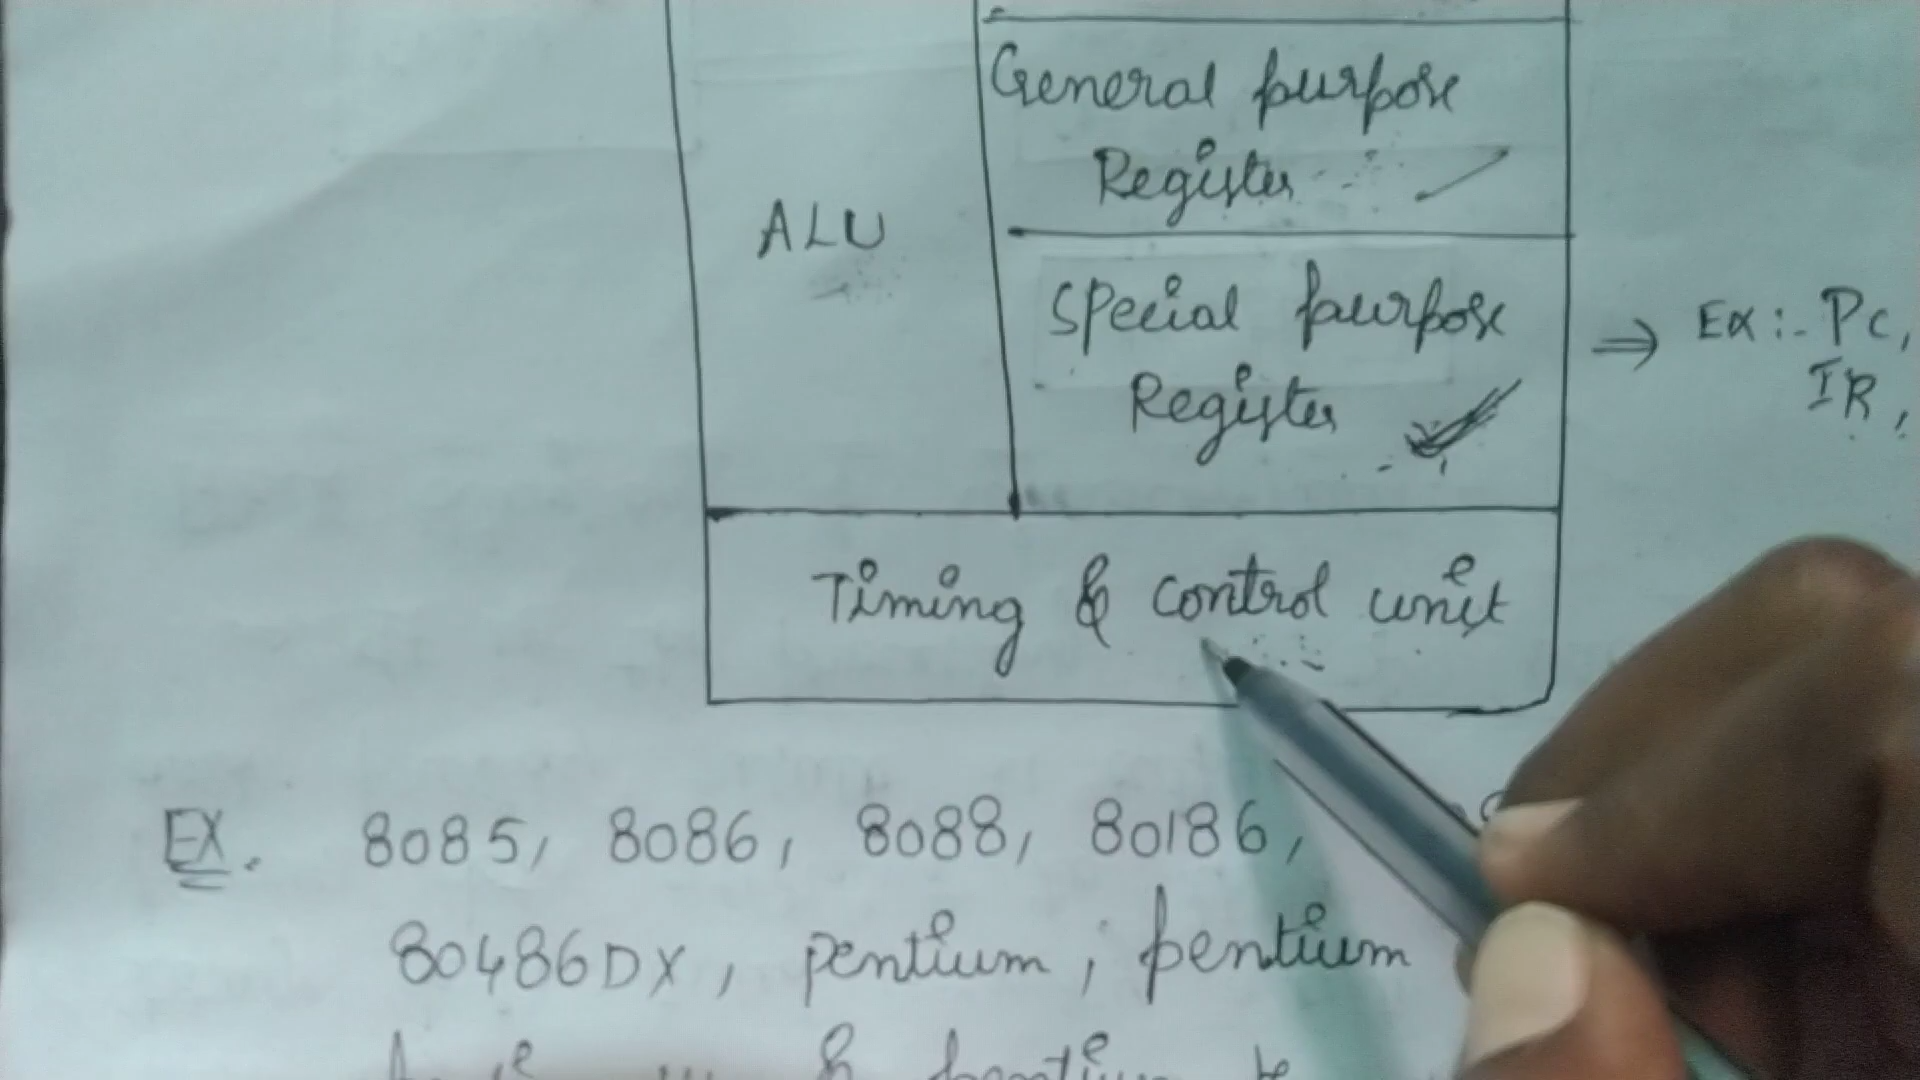 General purpose
Register
ALU
Special purpose
Register
⇒ Ex:- PC,
IR,
Timing & control unit
EX. 8085, 8086, 8088, 80186,
80486DX, pentium, pentium